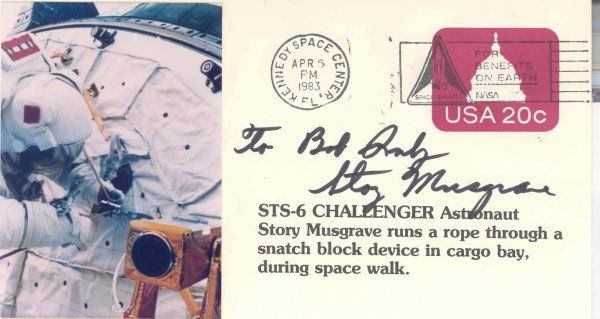 KENNEDY SPACE CENTER
APR 5
PM
1983
FL
FOR
BENEFITS
ON EARTH
SPACE SHUTTLE NASA
USA 20c
To Bob
Story Musgrave
STS-6 CHALLENGER Astronaut
Story Musgrave runs a rope through a
snatch block device in cargo bay,
during space walk.